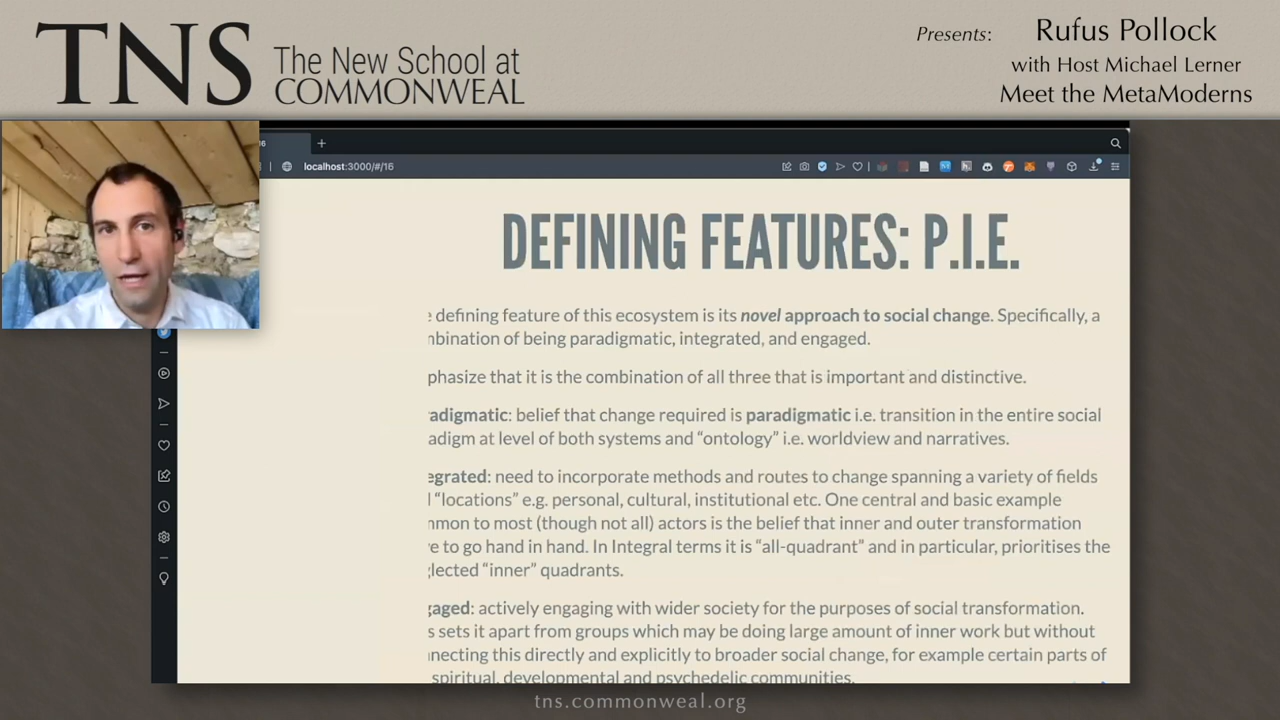 TNS
The New School at
COMMONWEAL
Presents: Rufus Pollock
with Host Michael Lerner
Meet the MetaModerns
localhost:3000/#/16
DEFINING FEATURES: P.I.E.
defining feature of this ecosystem is its novel approach to social change. Specifically, a
nbination of being paradigmatic, integrated, and engaged.
phasize that it is the combination of all three that is important and distinctive.
adigmatic: belief that change required is paradigmatic i.e. transition in the entire social
adigm at level of both systems and “ontology” i.e. worldview and narratives.
egrated: need to incorporate methods and routes to change spanning a variety of fields
“locations” e.g. personal, cultural, institutional etc. One central and basic example
nmon to most (though not all) actors is the belief that inner and outer transformation
e to go hand in hand. In Integral terms it is “all-quadrant” and in particular, prioritises the
glected “inner” quadrants.
gaged: actively engaging with wider society for the purposes of social transformation.
s sets it apart from groups which may be doing large amount of inner work but without
nnecting this directly and explicitly to broader social change, for example certain parts of
spiritual, developmental and psychedelic communities.
tns.commonweal.org